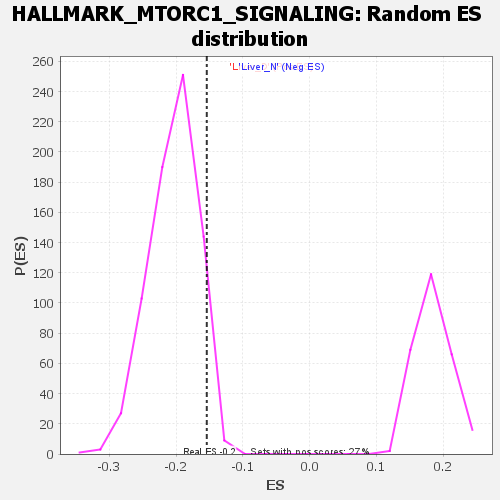 HALLMARK_MTORC1_SIGNALING: Random ES
distribution
'Liver_N' (Neg ES)
260
240
220
200
180
160
140
120
100
80
60
40
20
0
P(ES)
Real ES -0.2
Sets with pos scores: 27%
-0.3
-0.2
-0.1
0.0
0.1
0.2
ES